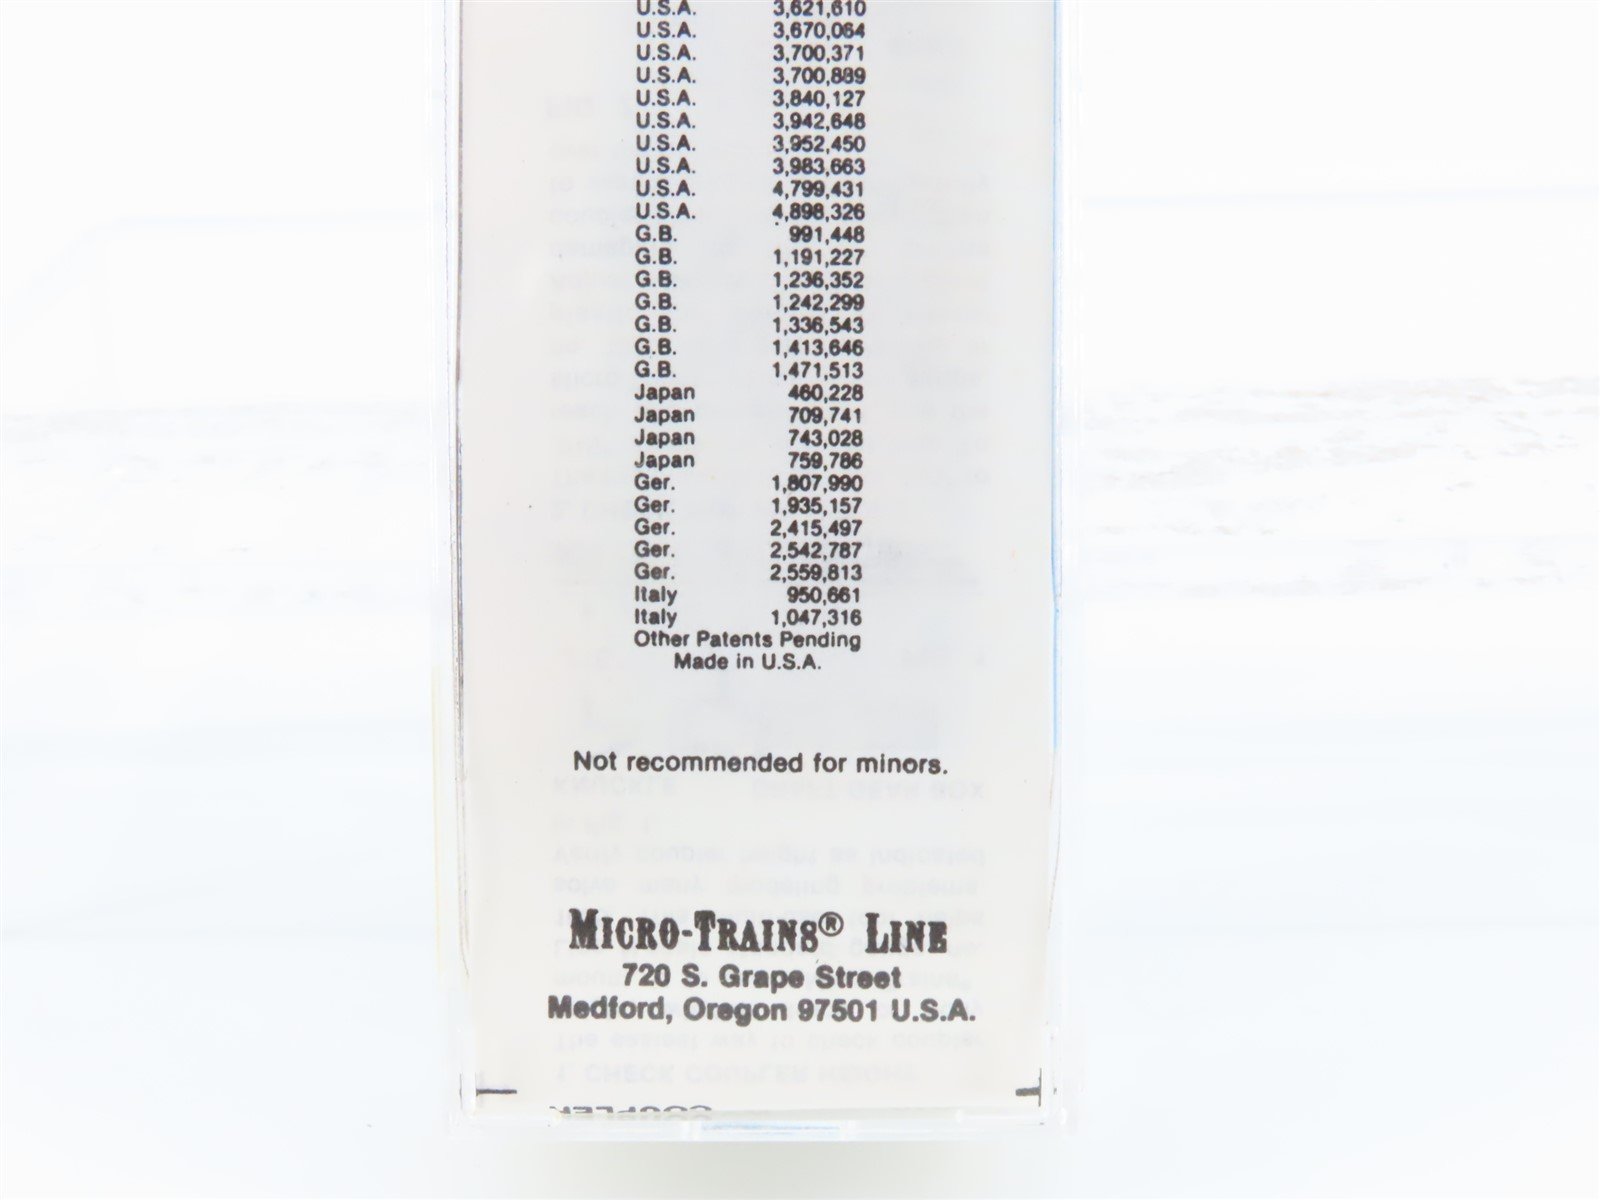 U.S.A. 3,621,610
U.S.A. 3,670,064
U.S.A. 3,700,371
U.S.A. 3,700,889
U.S.A. 3,840,127
U.S.A. 3,942,648
U.S.A. 3,952,450
U.S.A. 3,983,663
U.S.A. 4,799,431
U.S.A. 4,898,326
G.B. 991,448
G.B. 1,191,227
G.B. 1,236,352
G.B. 1,242,299
G.B. 1,336,543
G.B. 1,413,646
G.B. 1,471,513
Japan 460,228
Japan 709,741
Japan 743,028
Japan 759,786
Ger. 1,807,990
Ger. 1,935,157
Ger. 2,415,497
Ger. 2,542,787
Ger. 2,559,813
Italy 950,661
Italy 1,047,316
Other Patents Pending
Made in U.S.A.
Not recommended for minors.
MICRO-TRAINS® LINE
720 S. Grape Street
Medford, Oregon 97501 U.S.A.